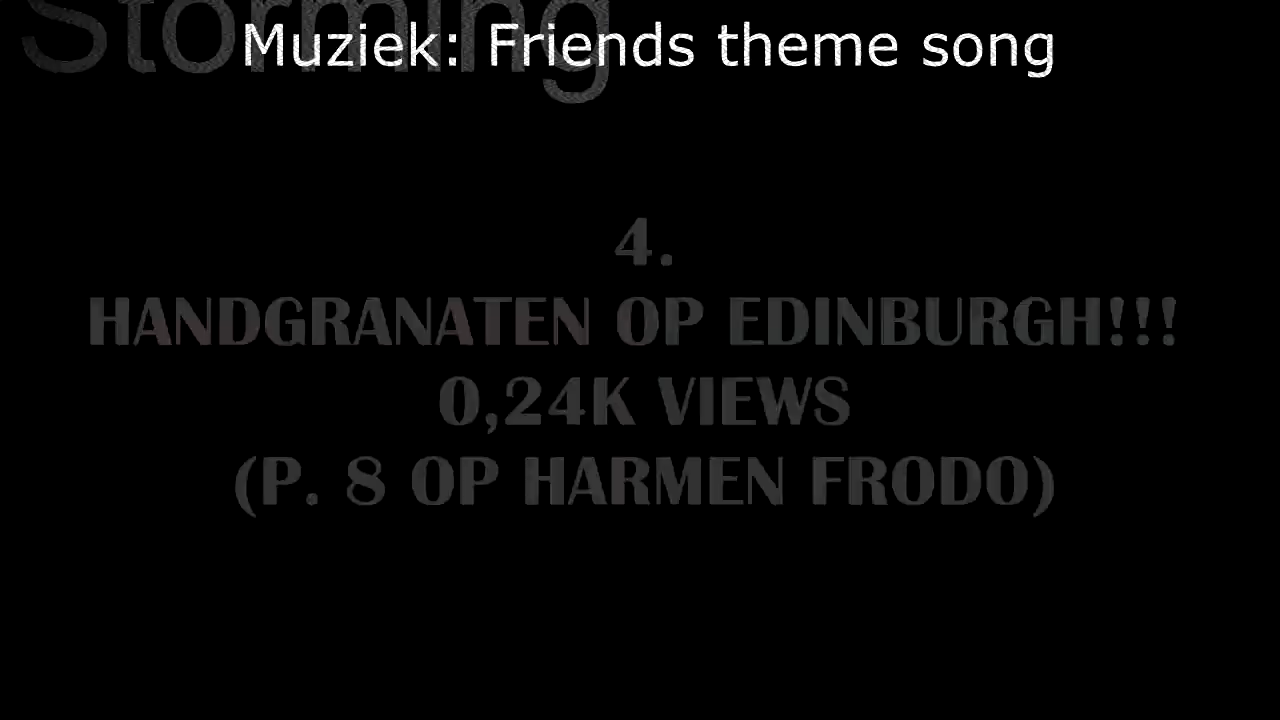 Storming
Muziek: Friends theme song
4.
HANDGRANATEN OP EDINBURGH!!!
0,24K VIEWS
(P. 8 OP HARMEN FRODO)